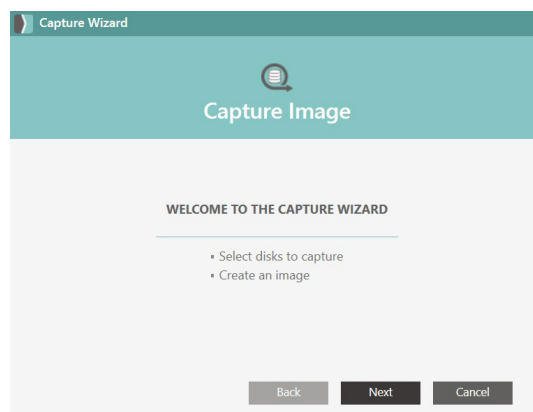 Capture Wizard
Capture Image
WELCOME TO THE CAPTURE WIZARD
▪ Select disks to capture
▪ Create an image
Back Next Cancel